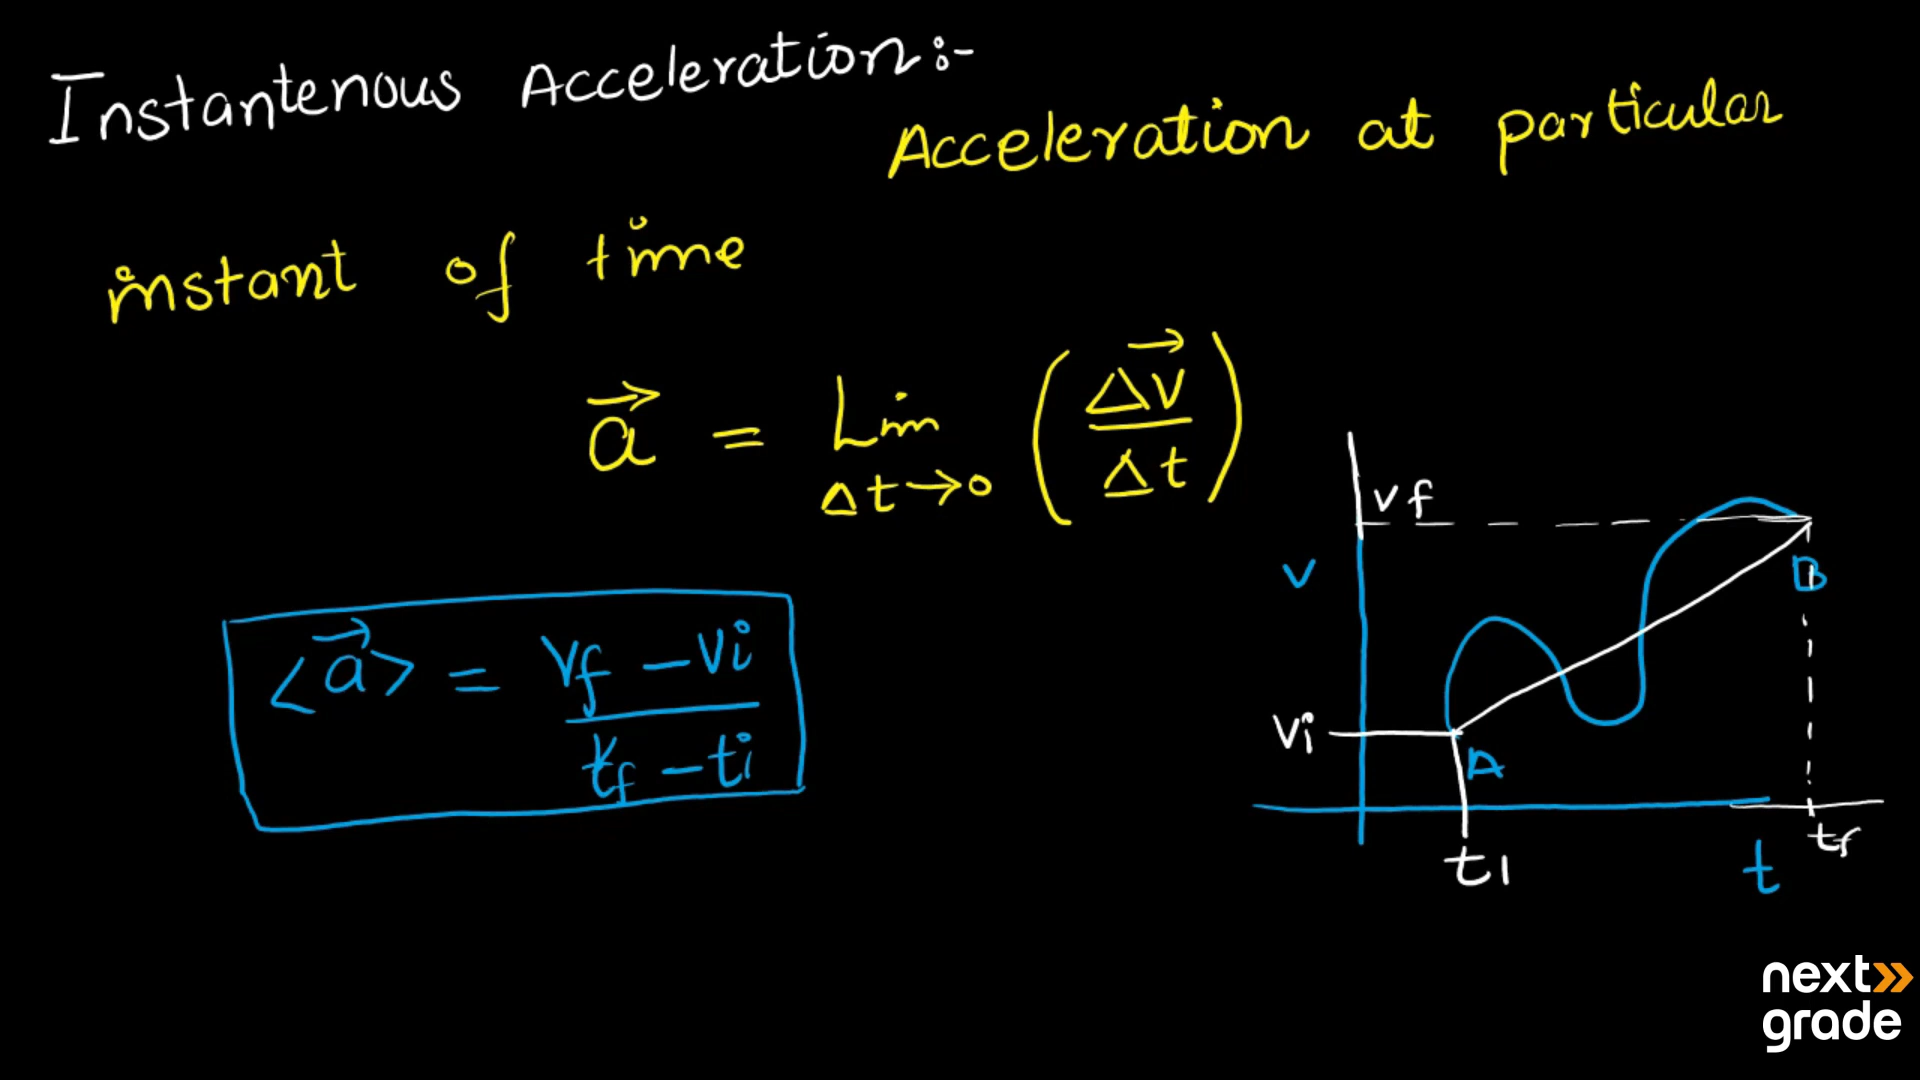 Instantenous Acceleration:-
Acceleration at particular
instant of time
a⃗ = Lim (Δv⃗/Δt)
Δt→0
<a⃗> = vf - vi
tf - ti
vf
v
B
vi
A
t1
t
tf
next
grade